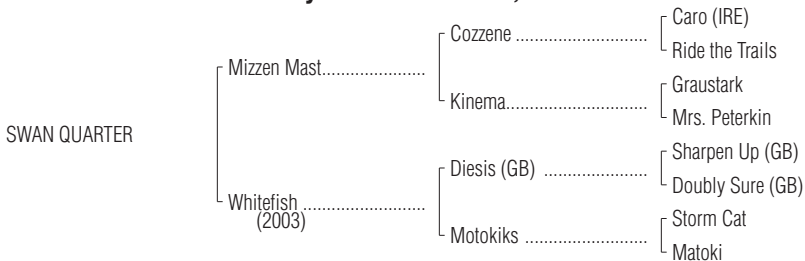 SWAN QUARTER
Mizzen Mast......................
Cozzene ............................
Caro (IRE)
Ride the Trails
Kinema..............................
Graustark
Mrs. Peterkin
Whitefish ..........................
(2003)
Diesis (GB) ......................
Sharpen Up (GB)
Doubly Sure (GB)
Motokiks ..........................
Storm Cat
Matoki